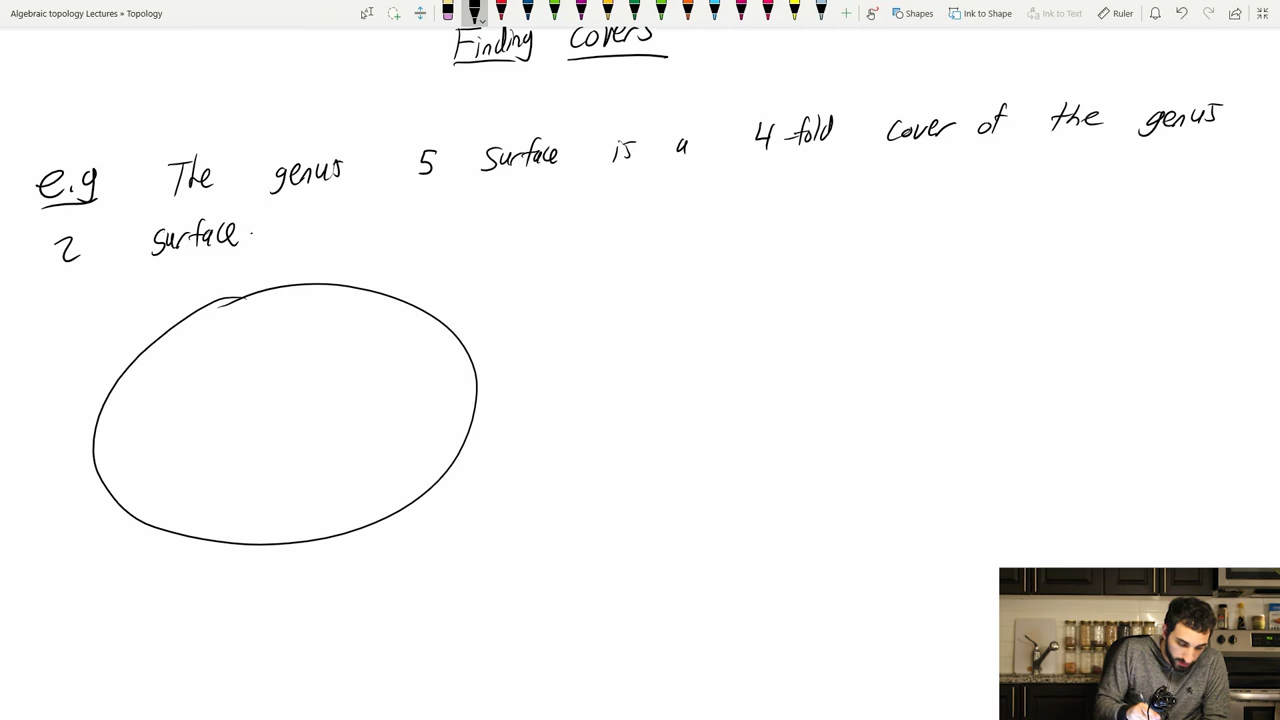 Algebraic topology Lectures » Topology
Shapes Ink to Shape Ink to Text Ruler
Finding Covers
e.g The genus 5 surface is a 4-fold cover of the genus
2 surface.